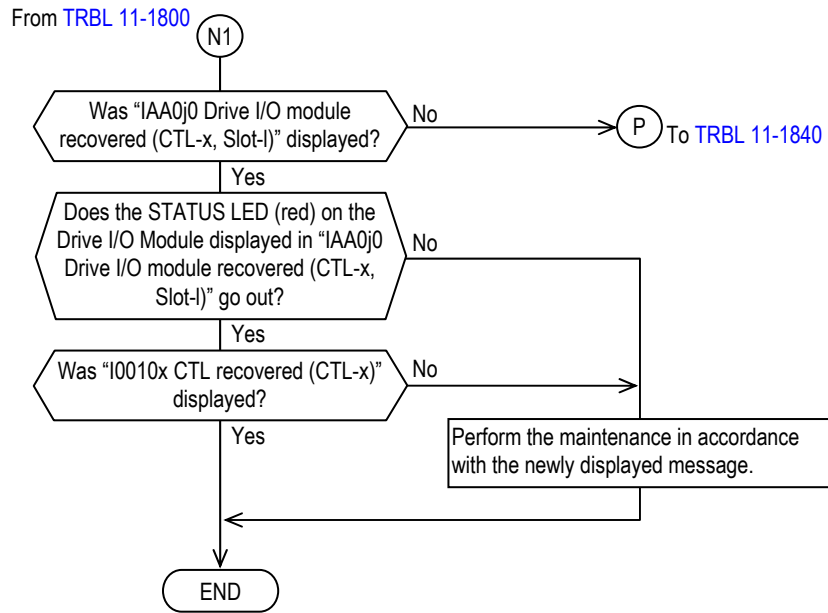 From TRBL 11-1800
N1
Was “IAA0j0 Drive I/O module
recovered (CTL-x, Slot-l)” displayed?
No
P
To TRBL 11-1840
Yes
Does the STATUS LED (red) on the
Drive I/O Module displayed in “IAA0j0
Drive I/O module recovered (CTL-x,
Slot-l)” go out?
No
Yes
Was “I0010x CTL recovered (CTL-x)”
displayed?
No
Yes
Perform the maintenance in accordance
with the newly displayed message.
END